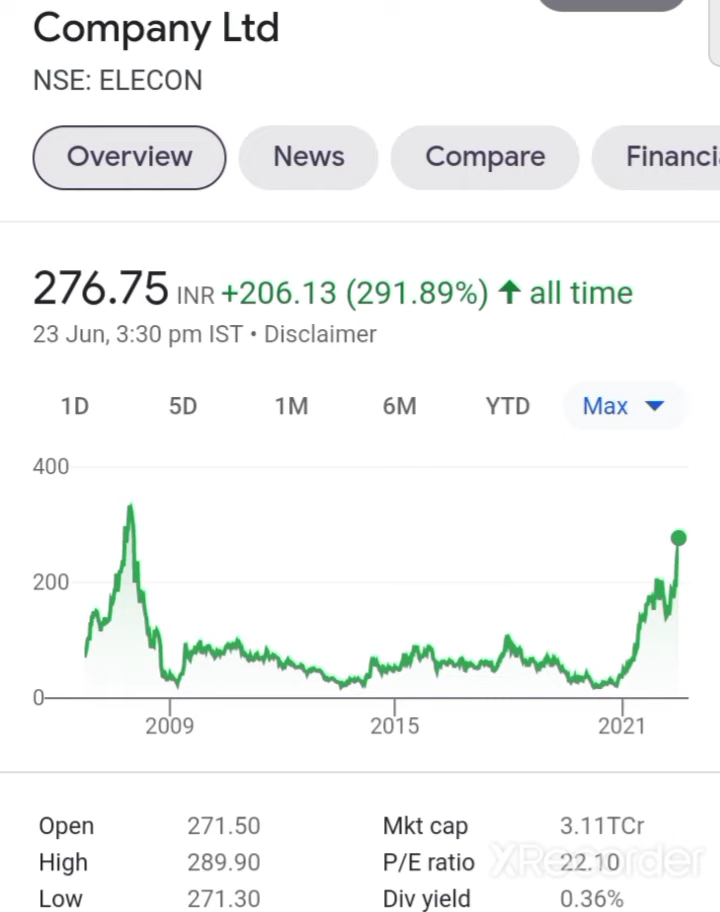 Company Ltd
NSE: ELECON
Overview News Compare
276.75 INR +206.13 (291.89%) ↑ all time
23 Jun, 3:30 pm IST • Disclaimer
1D 5D 1M 6M YTD Max
400
200
0
2009 2015 2021
Open 271.50 Mkt cap 3.11TCr
High 289.90 P/E ratio 22.10
XRecorder
Low 271.30 Div yield 0.36%